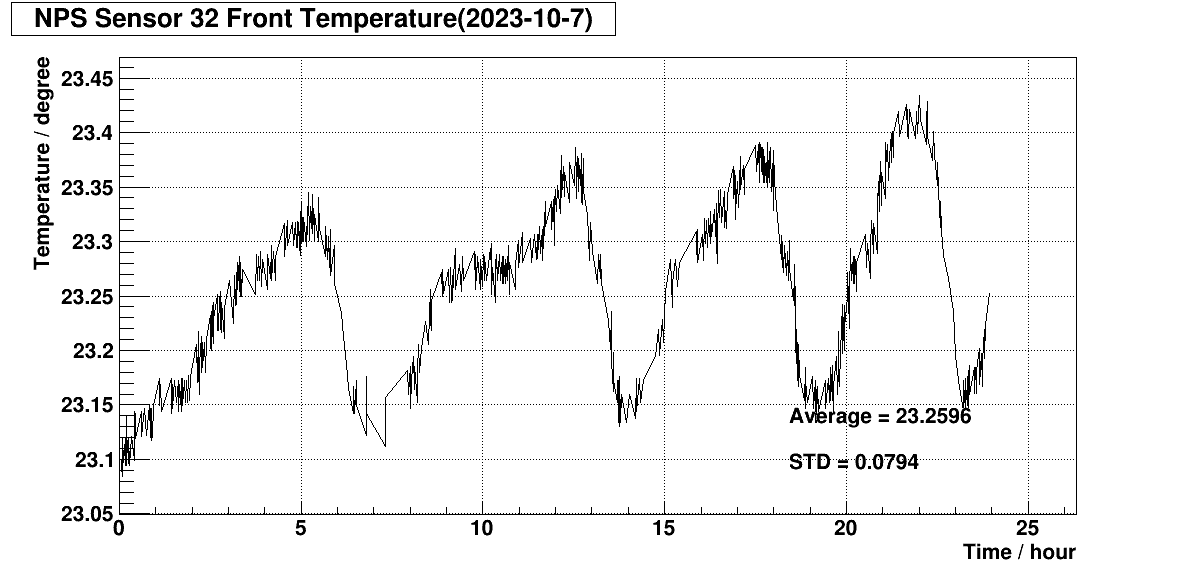 NPS Sensor 32 Front Temperature(2023-10-7)
Temperature / degree
23.45
23.4
23.35
23.3
23.25
23.2
23.15
23.1
23.05
Average = 23.2596
STD = 0.0794
0 5 10 15 20 25
Time / hour